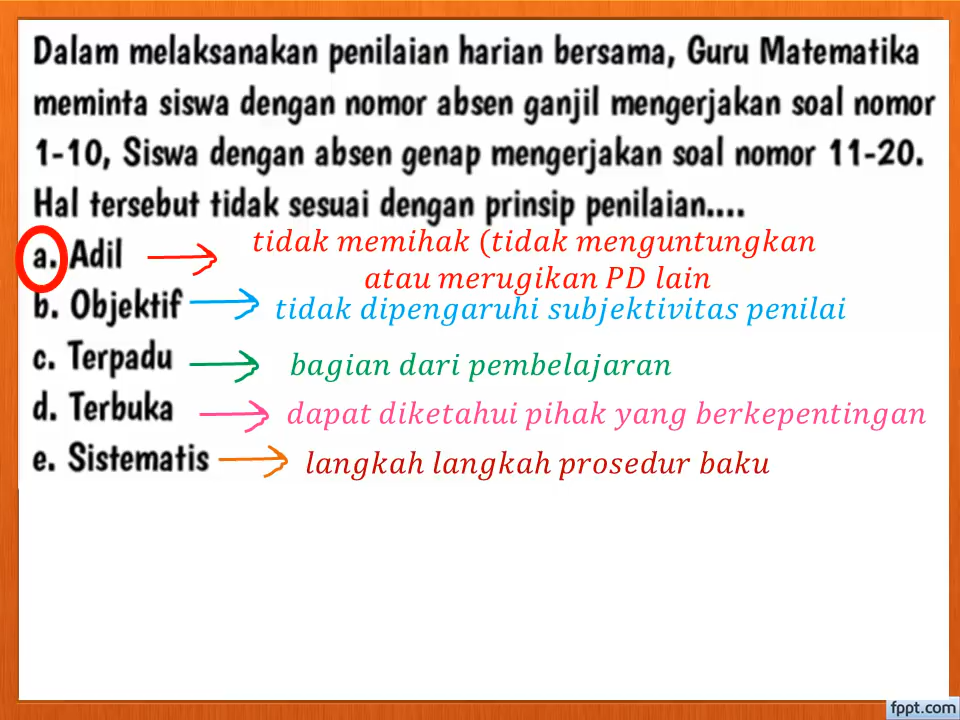 Dalam melaksanakan penilaian harian bersama, Guru Matematika
meminta siswa dengan nomor absen ganjil mengerjakan soal nomor
1-10, Siswa dengan absen genap mengerjakan soal nomor 11-20.
Hal tersebut tidak sesuai dengan prinsip penilaian....
a. Adil tidak memihak (tidak menguntungkan
atau merugikan PD lain
b. Objektif tidak dipengaruhi subjektivitas penilai
c. Terpadu bagian dari pembelajaran
d. Terbuka dapat diketahui pihak yang berkepentingan
e. Sistematis langkah langkah prosedur baku
fppt.com